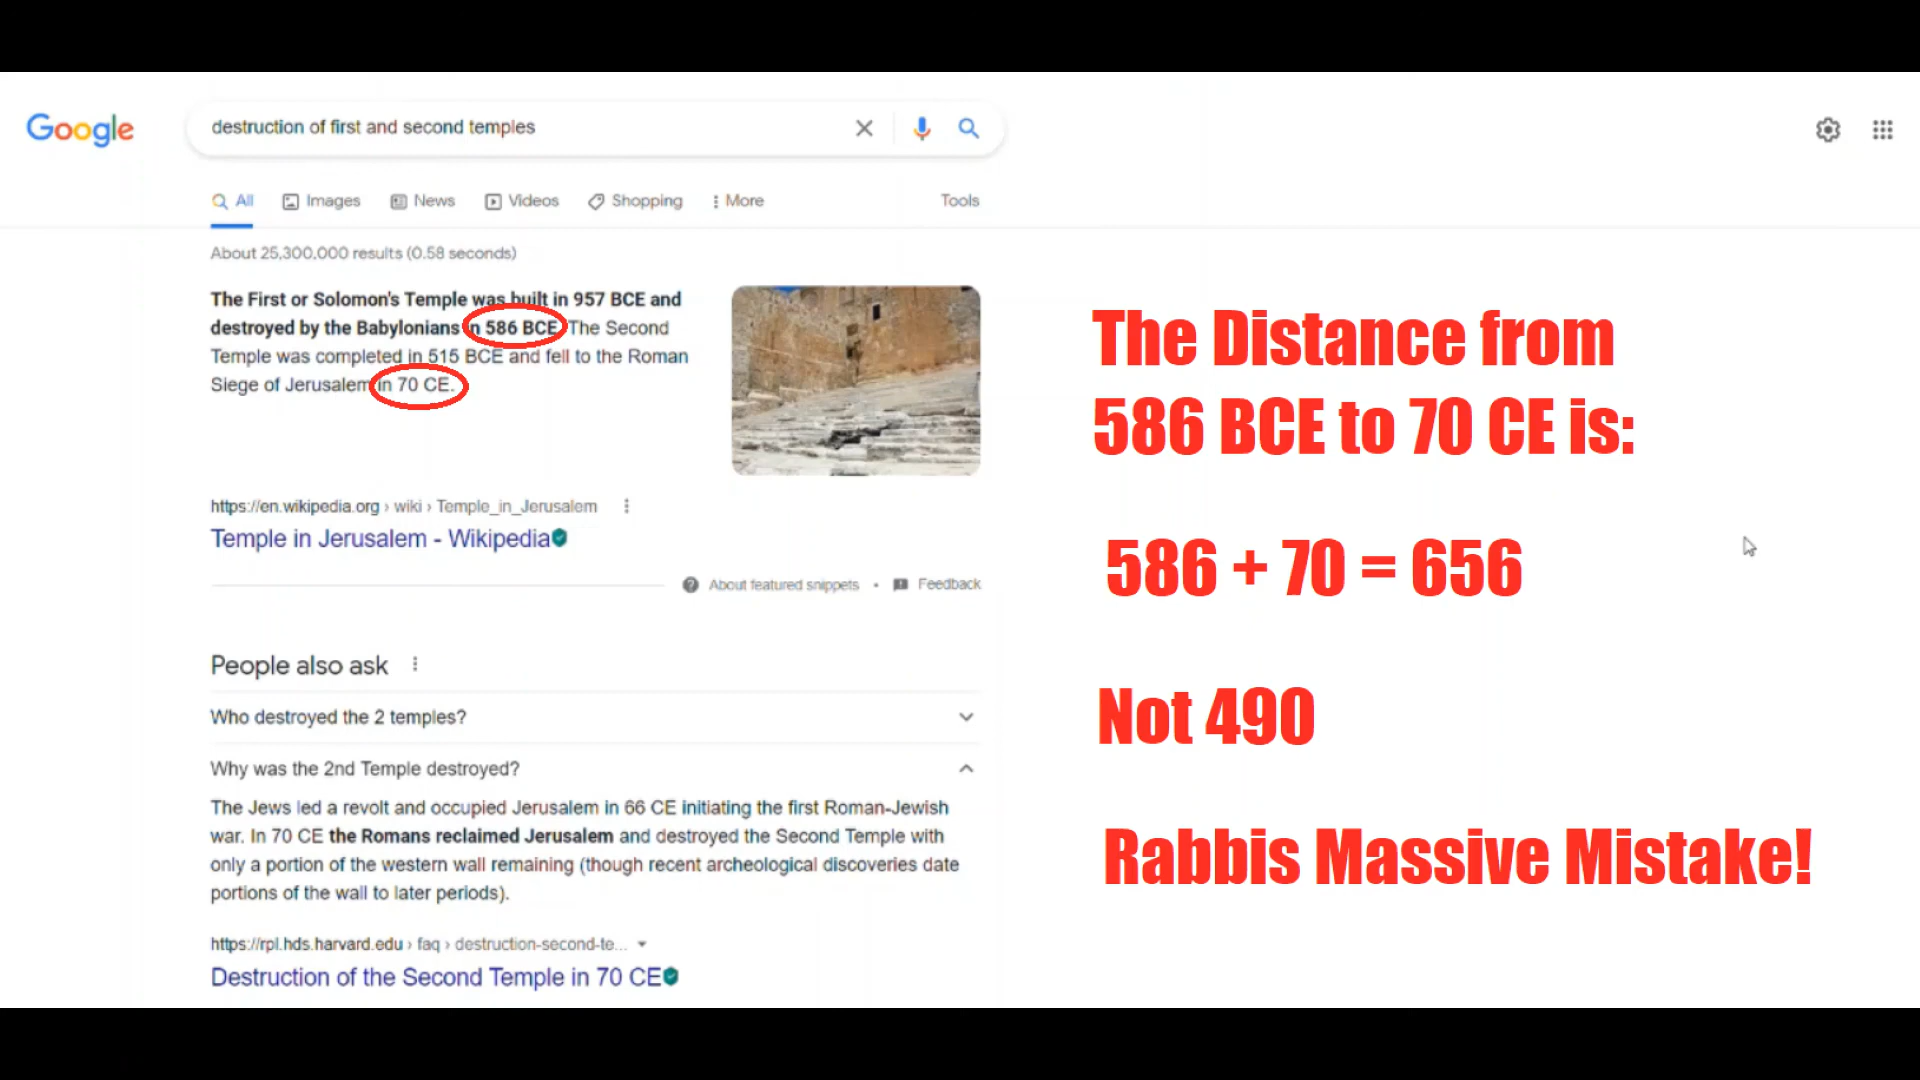 Google
destruction of first and second temples
All Images News Videos Shopping More Tools
About 25,300,000 results (0.58 seconds)
The First or Solomon's Temple was built in 957 BCE and
destroyed by the Babylonians in 586 BCE. The Second
Temple was completed in 515 BCE and fell to the Roman
Siege of Jerusalem in 70 CE.
https://en.wikipedia.org › wiki › Temple_in_Jerusalem
Temple in Jerusalem - Wikipedia
About featured snippets • Feedback
People also ask
Who destroyed the 2 temples?
Why was the 2nd Temple destroyed?
The Jews led a revolt and occupied Jerusalem in 66 CE initiating the first Roman-Jewish
war. In 70 CE the Romans reclaimed Jerusalem and destroyed the Second Temple with
only a portion of the western wall remaining (though recent archeological discoveries date
portions of the wall to later periods).
https://rpl.hds.harvard.edu › faq › destruction-second-te...
Destruction of the Second Temple in 70 CE
The Distance from
586 BCE to 70 CE is:
586 + 70 = 656
Not 490
Rabbis Massive Mistake!